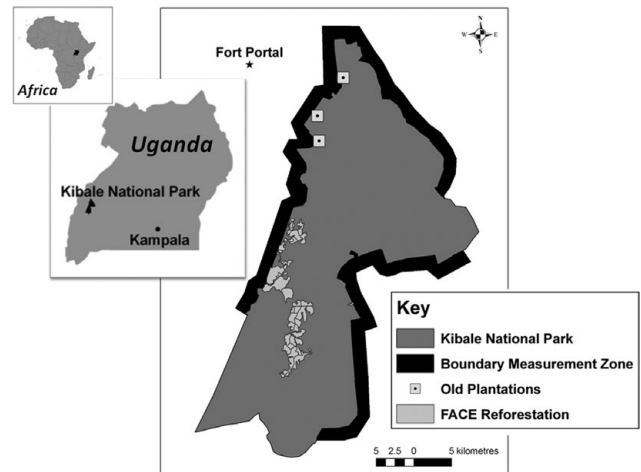 Africa
Uganda
Kibale National Park
Kampala
Fort Portal
N
W E
S
Key
Kibale National Park
Boundary Measurement Zone
Old Plantations
FACE Reforestation
5 2.5 0 5 kilometres